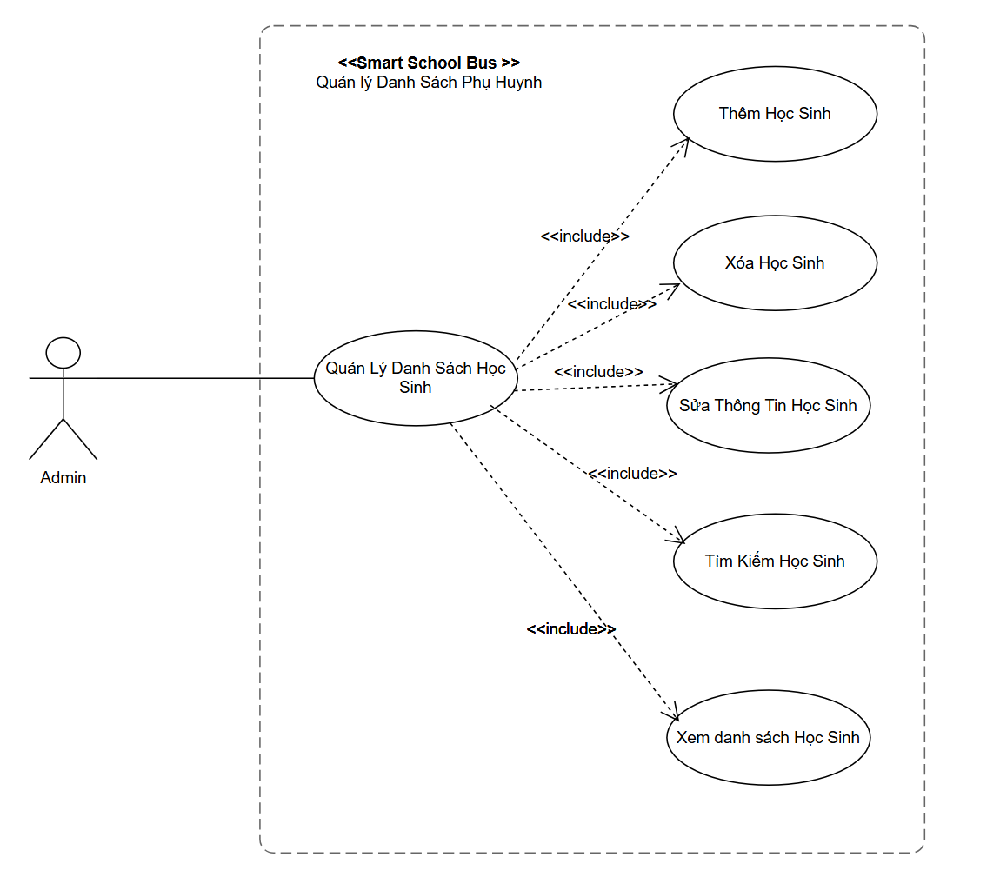 <<Smart School Bus >>
Quản lý Danh Sách Phụ Huynh
Thêm Học Sinh
<<include>>
Xóa Học Sinh
<<include>>
Quản Lý Danh Sách Học
Sinh
<<include>>
Sửa Thông Tin Học Sinh
Admin
<<include>>
Tìm Kiếm Học Sinh
<<include>>
Xem danh sách Học Sinh